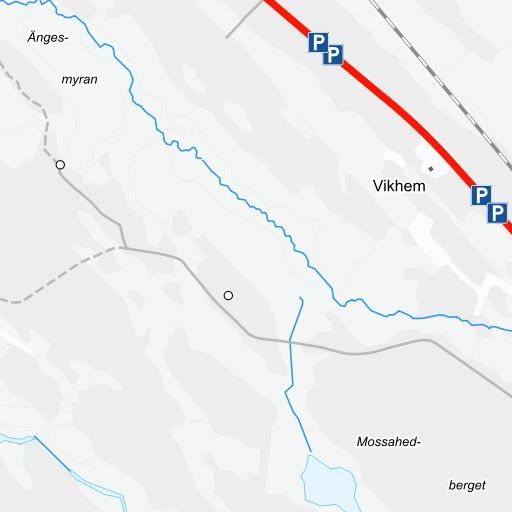 Änges-
myran
P
P
Vikhem
P
P
Mossahed-
berget